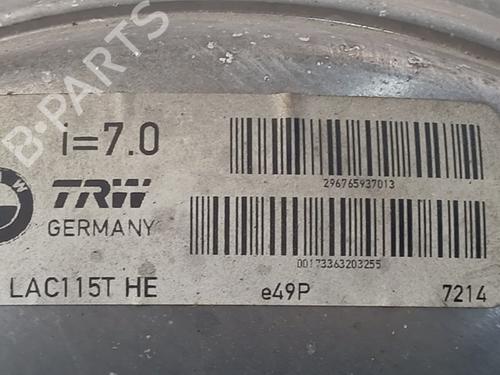 B·PARTS
i=7.0
296765937013
W
TRW
GERMANY
00173363203255
LAC115T HE e49P 7214